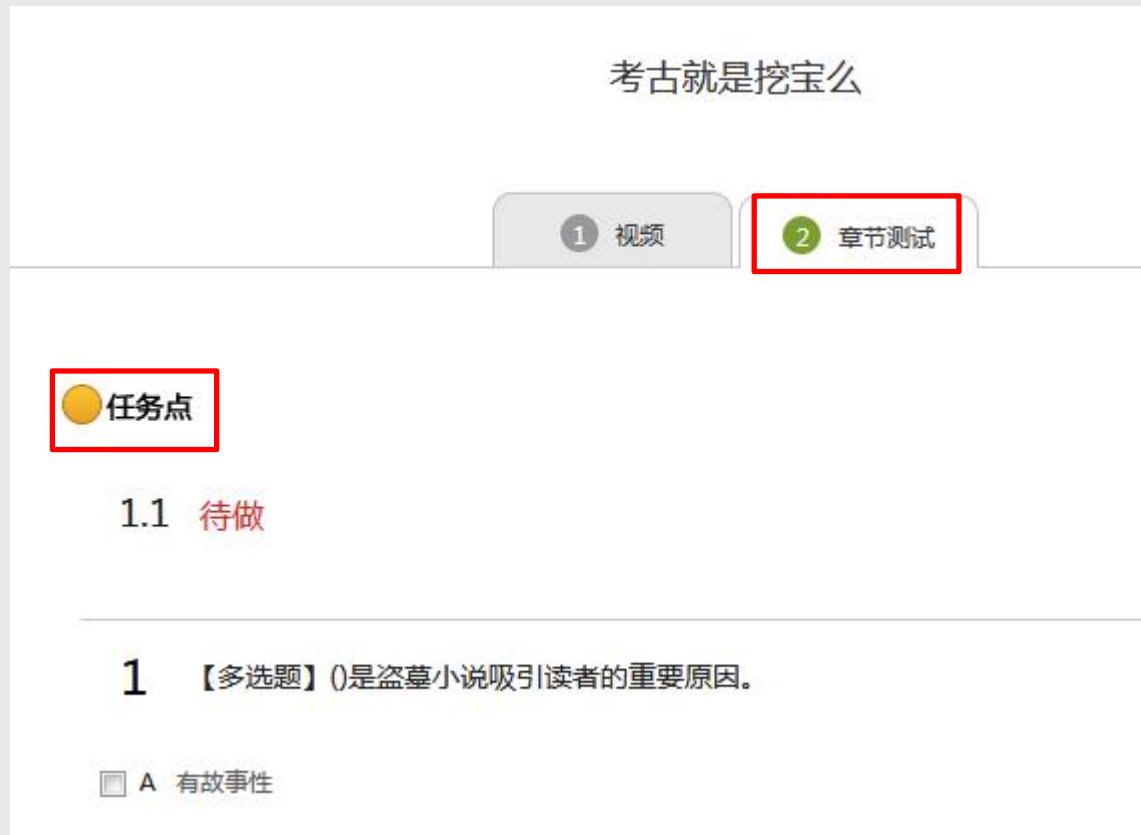 考古就是挖宝么
1 视频
2 章节测试
任务点
1.1 待做
1 【多选题】()是盗墓小说吸引读者的重要原因。
A 有故事性